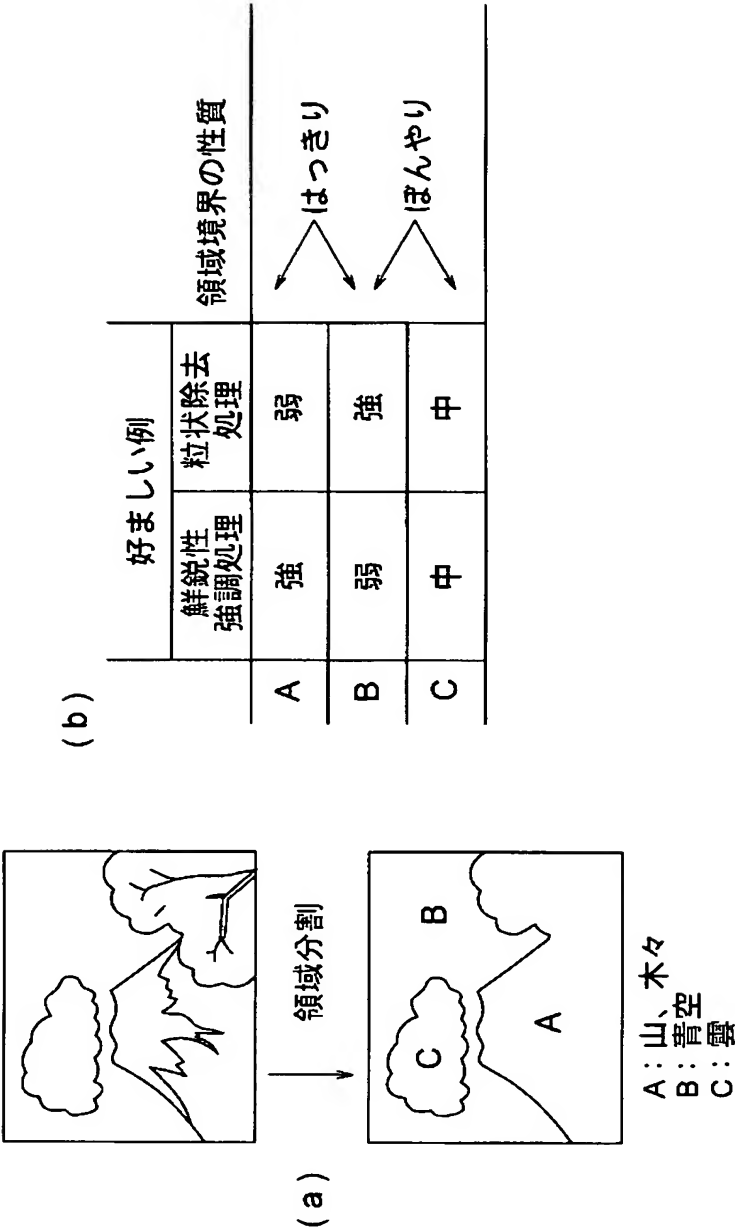 (a)
領域分割
C
B
A
A:山、木々
B:青空
C:雲
(b)
好ましい例
鮮鋭性
強調処理
粒状除去
処理
領域境界の性質
A
強
弱
B
弱
強
C
中
中
はっきり
ぼんやり